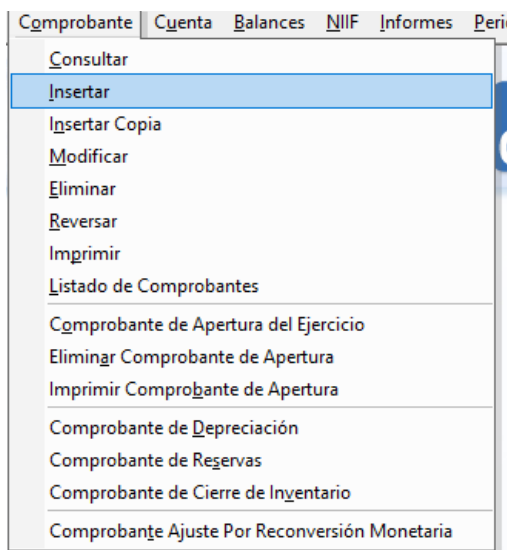 Comprobante Cuenta Balances NIIF Informes
Consultar
Insertar
Insertar Copia
Modificar
Eliminar
Reversar
Imprimir
Listado de Comprobantes
Comprobante de Apertura del Ejercicio
Eliminar Comprobante de Apertura
Imprimir Comprobante de Apertura
Comprobante de Depreciación
Comprobante de Reservas
Comprobante de Cierre de Inventario
Comprobante Ajuste Por Reconversión Monetaria